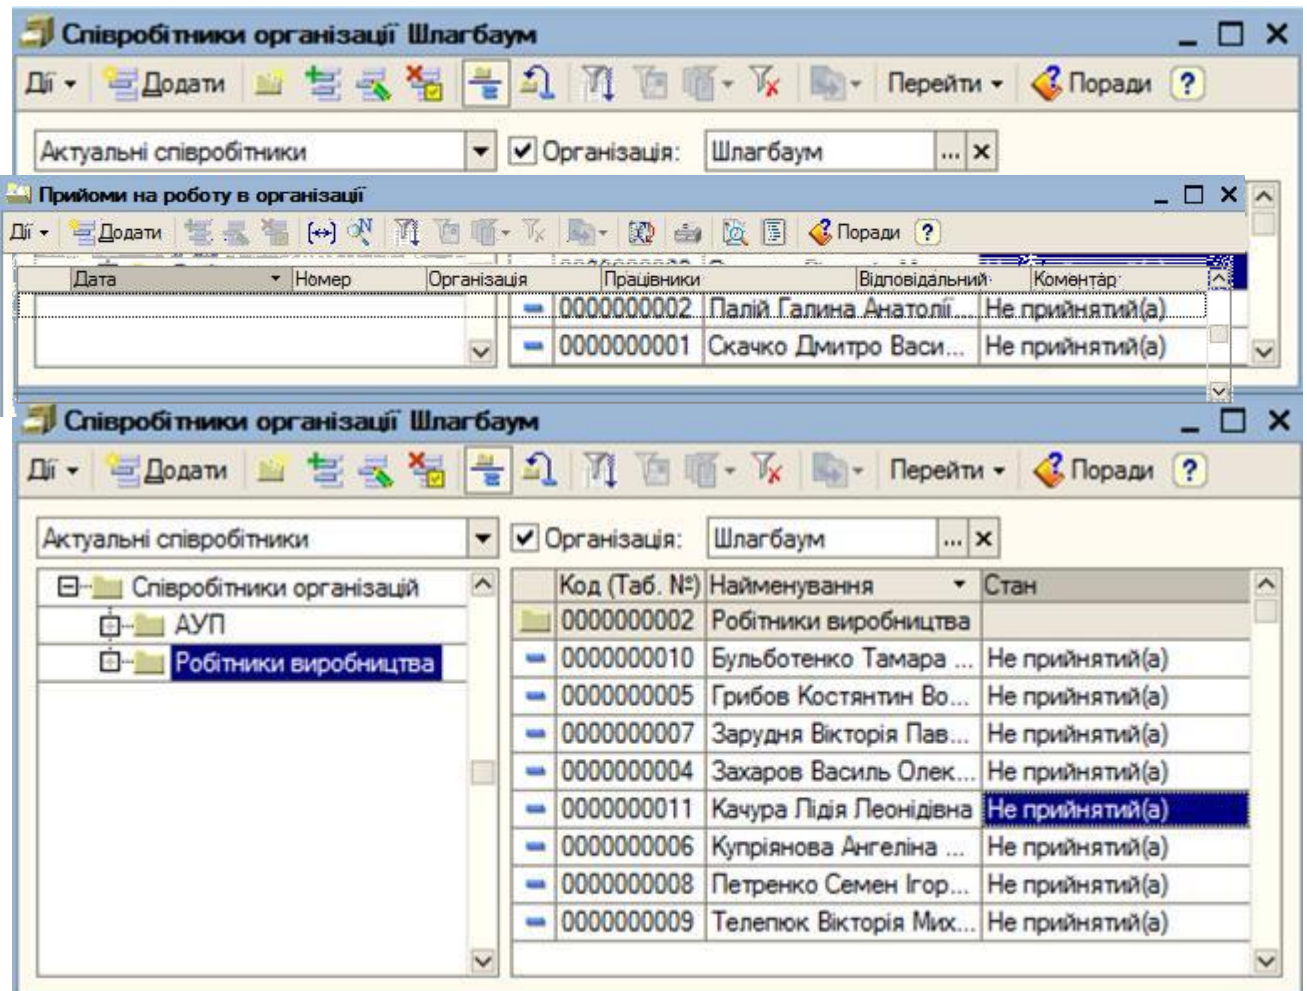 Співробітники організації Шлагбаум
Дії Додати Перейти Поради ?
Актуальні співробітники Організація: Шлагбаум ...
Прийоми на роботу в організації
Дії Додати Поради ?
Дата Номер Організація Працівники Відповідальний Коментар
0000000002 Палій Галина Анатолії... Не прийнятий(а)
0000000001 Скачко Дмитро Васи... Не прийнятий(а)
Співробітники організації Шлагбаум
Дії Додати Перейти Поради ?
Актуальні співробітники Організація: Шлагбаум ...
Співробітники організацій
АУП
Робітники виробництва
Код (Таб. №) Найменування Стан
0000000002 Робітники виробництва
0000000010 Бульботенко Тамара ... Не прийнятий(а)
0000000005 Грибов Костянтин Во... Не прийнятий(а)
0000000007 Зарудня Вікторія Пав... Не прийнятий(а)
0000000004 Захаров Василь Олек... Не прийнятий(а)
0000000011 Качура Лідія Леонідівна Не прийнятий(а)
0000000006 Купріянова Ангеліна ... Не прийнятий(а)
0000000008 Петренко Семен Ігор... Не прийнятий(а)
0000000009 Телепюк Вікторія Мих... Не прийнятий(а)